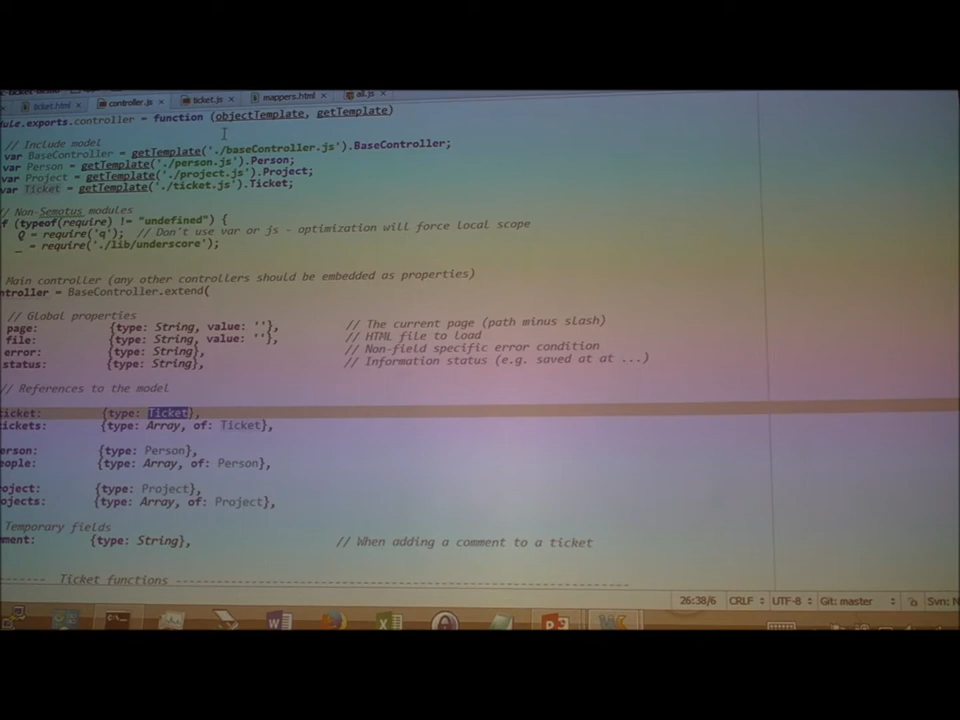 ticket.html × controller.js × ticket.js × mappers.html × all.js ×
dule.exports.controller = function (objectTemplate, getTemplate)
// Include model
var BaseController = getTemplate('./baseController.js').BaseController;
var Person = getTemplate('./person.js').Person;
var Project = getTemplate('./project.js').Project;
var Ticket = getTemplate('./ticket.js').Ticket;
// Non-Semotus modules
f (typeof(require) != "undefined") {
Q = require('q'); // Don't use var or js - optimization will force local scope
_ = require('./lib/underscore');
Main controller (any other controllers should be embedded as properties)
ntroller = BaseController.extend(
// Global properties
page: {type: String, value: ''}, // The current page (path minus slash)
file: {type: String, value: ''}, // HTML file to load
error: {type: String}, // Non-field specific error condition
status: {type: String}, // Information status (e.g. saved at at ...)
// References to the model
ticket: {type: Ticket},
ickets: {type: Array, of: Ticket},
erson: {type: Person},
eople: {type: Array, of: Person},
oject: {type: Project},
ojects: {type: Array, of: Project},
Temporary fields
ment: {type: String}, // When adding a comment to a ticket
------- Ticket functions ---------------------------------------------------------
26:38/6 CRLF UTF-8 Git: master Svn: N